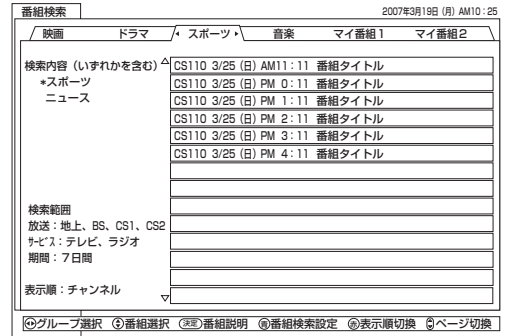 番組検索
2007年3月19日 (月) AM10:25
映画 ドラマ スポーツ 音楽 マイ番組1 マイ番組2
検索内容 (いずれかを含む)
*スポーツ
ニュース
CS110 3/25 (日) AM11:11 番組タイトル
CS110 3/25 (日) PM 0:11 番組タイトル
CS110 3/25 (日) PM 1:11 番組タイトル
CS110 3/25 (日) PM 2:11 番組タイトル
CS110 3/25 (日) PM 3:11 番組タイトル
CS110 3/25 (日) PM 4:11 番組タイトル
検索範囲
放送:地上、BS、CS1、CS2
サービス:テレビ、ラジオ
期間:7日間
表示順:チャンネル
グループ選択 番組選択 決定 番組説明 青 番組検索設定 赤 表示順切換 ページ切換